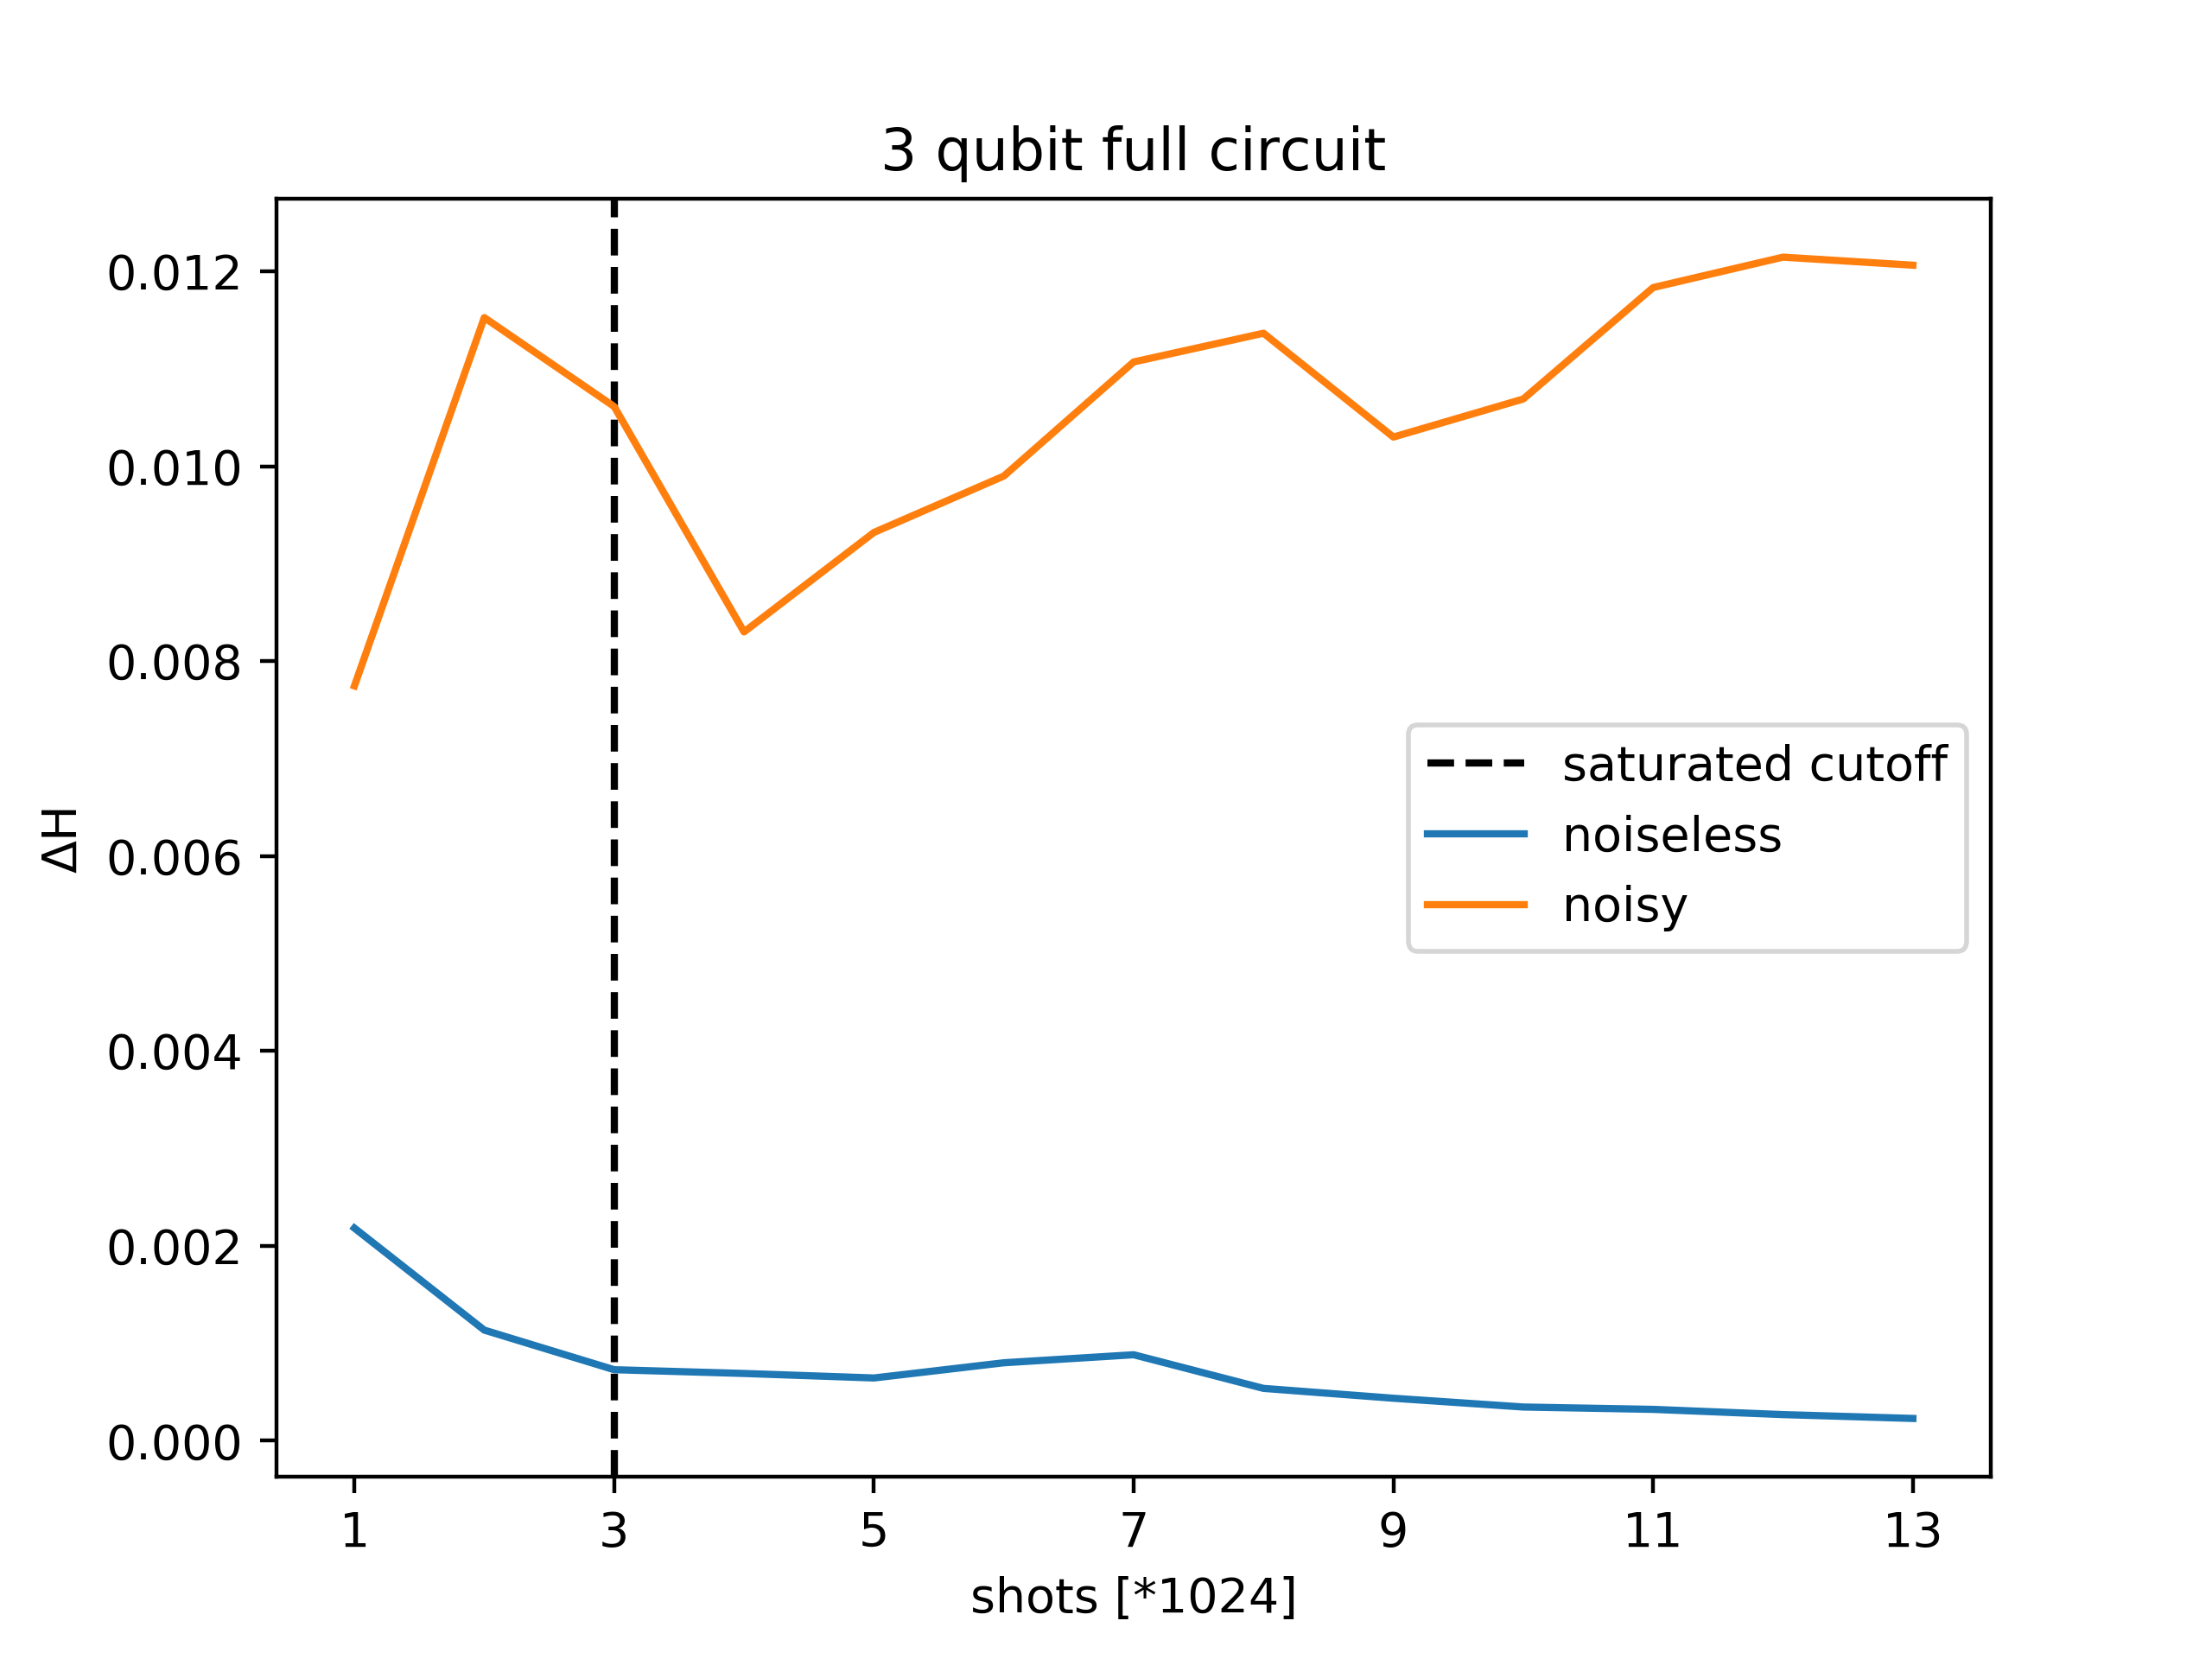 3 qubit full circuit
0.012
0.010
0.008
0.006
0.004
0.002
0.000
ΔH
saturated cutoff
noiseless
noisy
1 3 5 7 9 11 13
shots [*1024]